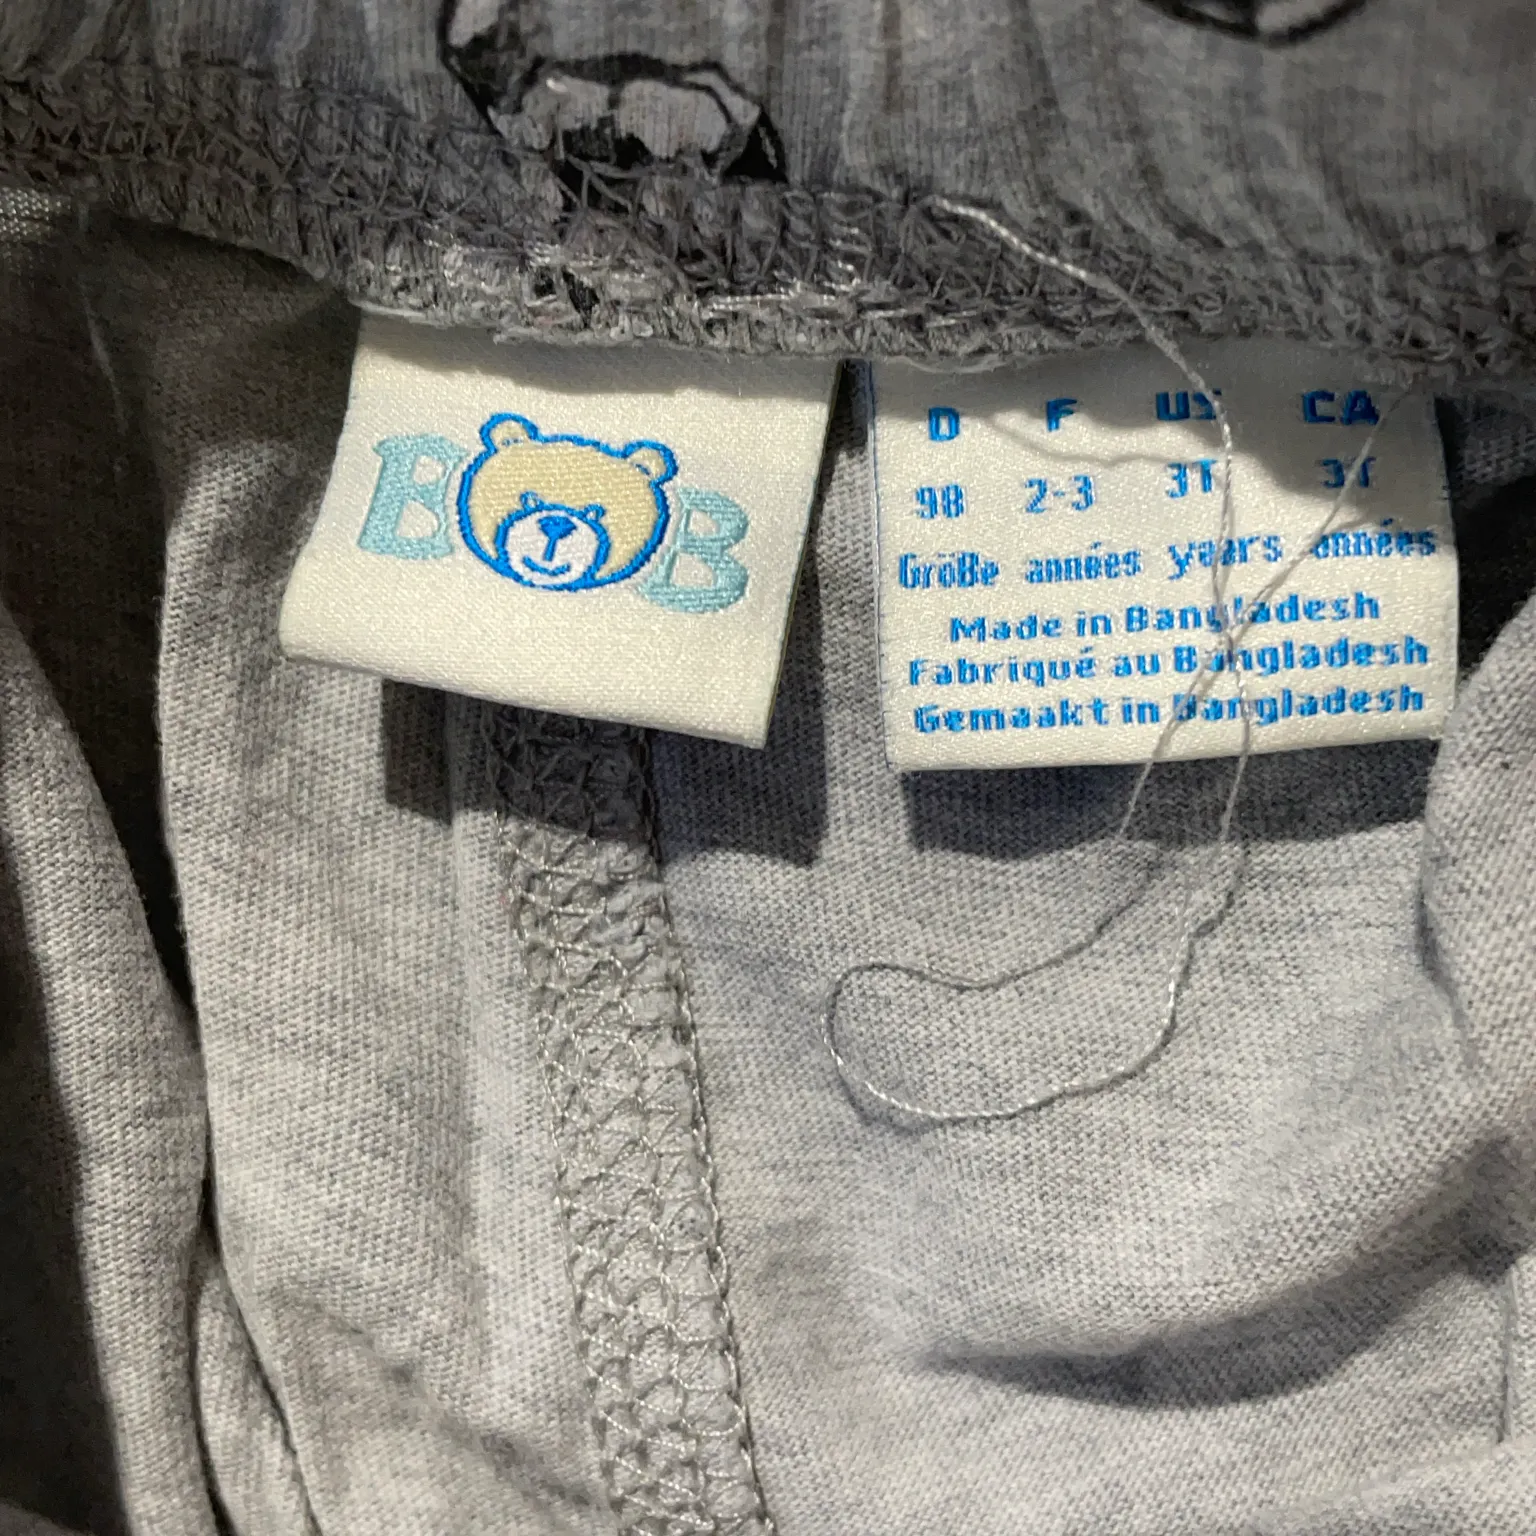 B B
D F US CA
98 2-3 3T 3T
Größe années years années
Made in Bangladesh
Fabriqué au Bangladesh
Gemaakt in Bangladesh